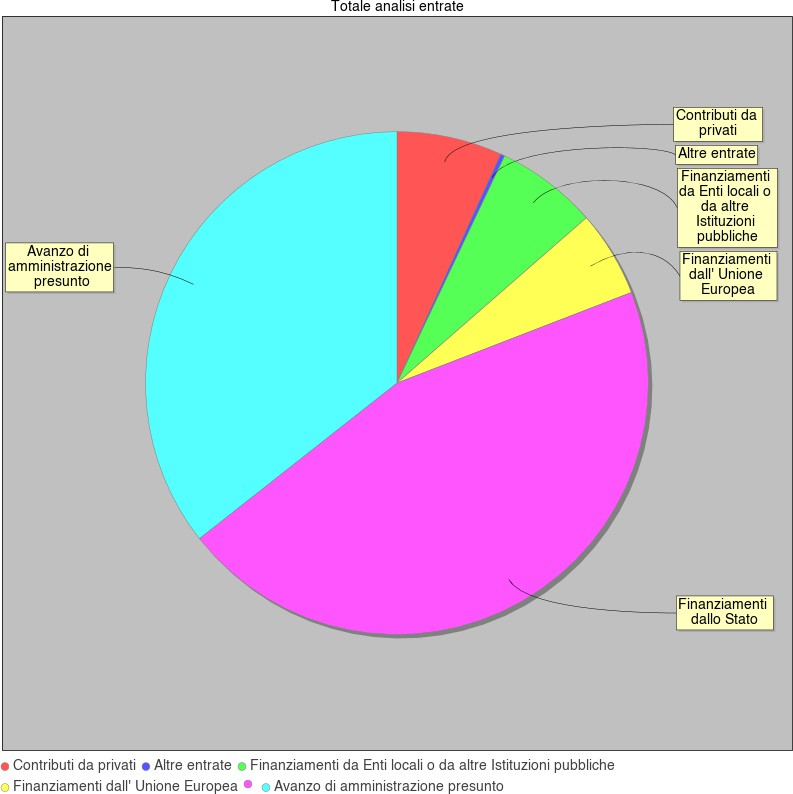 Totale analisi entrate
Contributi da
privati
Altre entrate
Finanziamenti
da Enti locali o
da altre
Istituzioni
pubbliche
Finanziamenti
dall' Unione
Europea
Avanzo di
amministrazione
presunto
Finanziamenti
dallo Stato
Contributi da privati Altre entrate Finanziamenti da Enti locali o da altre Istituzioni pubbliche
Finanziamenti dall' Unione Europea Avanzo di amministrazione presunto